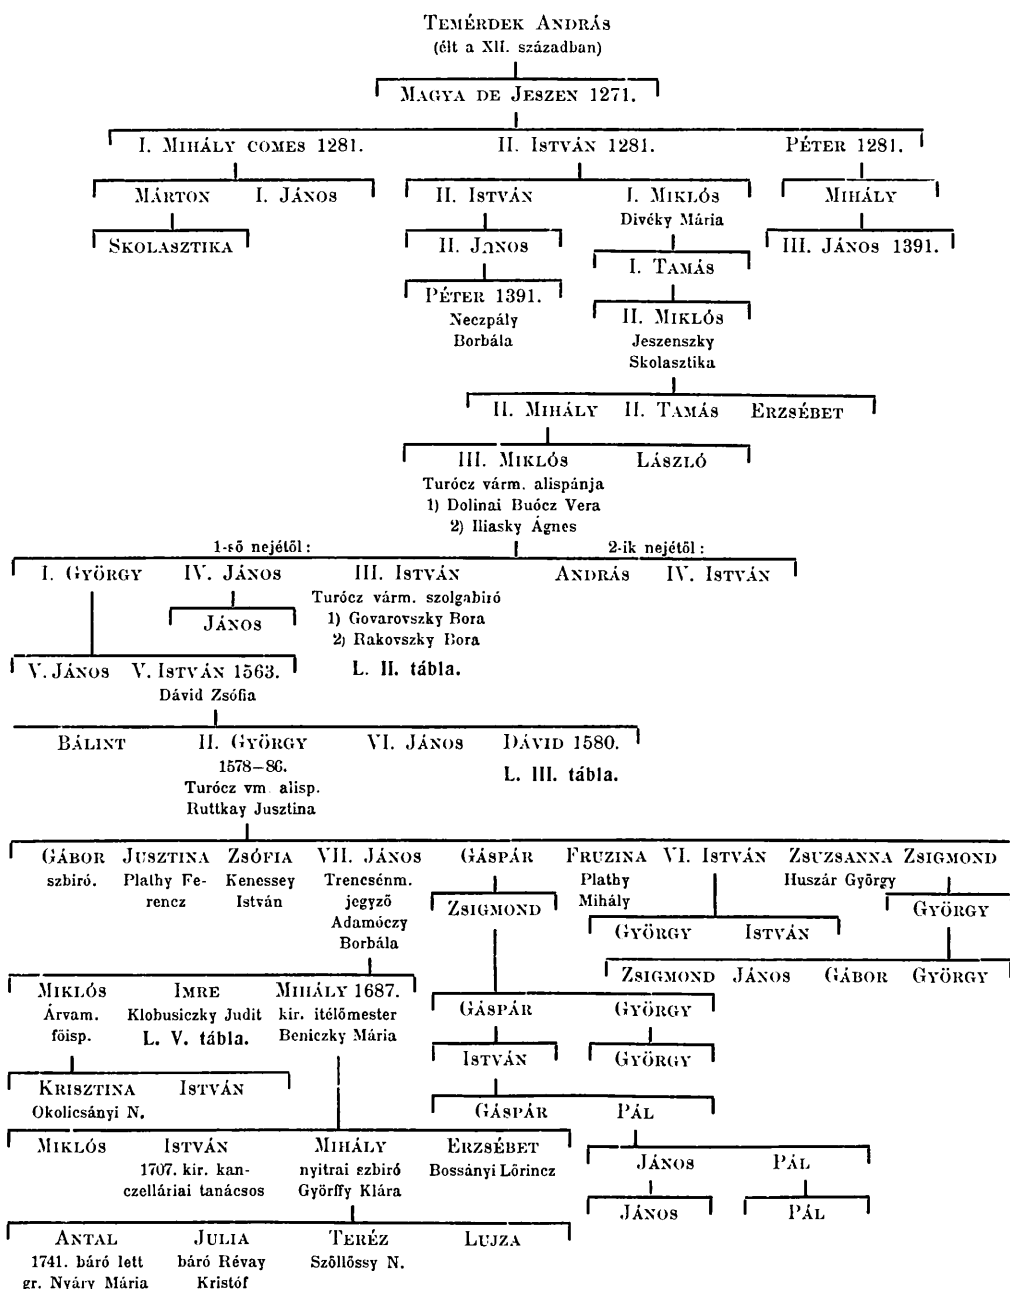 Temérdek András
(élt a XII. században)
Magya de Jeszen 1271.
I. Mihály comes 1281. II. István 1281. Péter 1281.
Márton I. János II. István I. Miklós Mihály
Divéky Mária
Skolasztika II. János III. János 1391.
I. Tamás
Péter 1391.
Neczpály II. Miklós
Borbála Jeszenszky
Skolasztika
II. Mihály II. Tamás Erzsébet
III. Miklós László
Turócz várm. alispánja
1) Dolinai Buócz Vera
2) Iliasky Ágnes
1-ső nejétől: 2-ik nejétől:
I. György IV. János III. István András IV. István
Turócz várm. szolgabiró
János 1) Govarovszky Bora
2) Rakovszky Bora
V. János V. István 1563. L. II. tábla.
Dávid Zsófia
Bálint II. György VI. János Dávid 1580.
1578–86. L. III. tábla.
Turócz vm. alisp.
Ruttkay Jusztina
Gábor Jusztina Zsófia VII. János Gáspár Fruzina VI. István Zsuzsanna Zsigmond
szbiró. Plathy Fe- Kenessey Trencsénm. Plathy Huszár György
rencz István jegyző Mihály
Adamóczy Zsigmond György
Borbála György István
Zsigmond János Gábor György
Miklós Imre Mihály 1687.
Árvam. Klobusiczky Judit kir. itélőmester Gáspár György
főisp. L. V. tábla. Beniczky Mária
István György
Krisztina István
Okolicsányi N. Gáspár Pál
Miklós István Mihály Erzsébet
1707. kir. kan- nyitrai szbiró Bossányi Lőrincz János Pál
czelláriai tanácsos Györffy Klára
János Pál
Antal Julia Teréz Lujza
1741. báró lett báró Révay Szőllőssy N.
gr. Nyáry Mária Kristóf